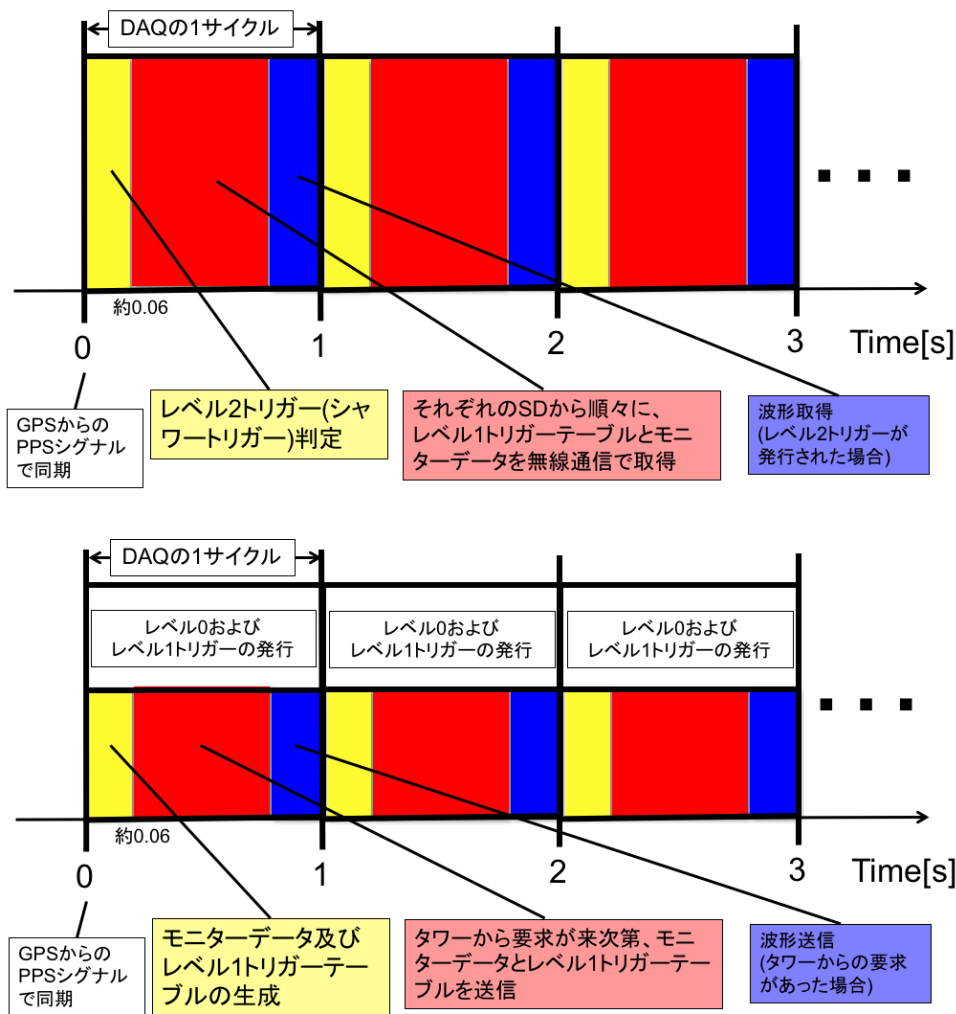 DAQの1サイクル
約0.06
0
1
2
3
Time[s]
GPSからの
PPSシグナル
で同期
レベル2トリガー(シャ
ワートリガー)判定
それぞれのSDから順々に、
レベル1トリガーテーブルとモニ
ターデータを無線通信で取得
波形取得
(レベル2トリガーが
発行された場合)
DAQの1サイクル
レベル0および
レベル1トリガーの発行
レベル0および
レベル1トリガーの発行
レベル0および
レベル1トリガーの発行
約0.06
0
1
2
3
Time[s]
GPSからの
PPSシグナル
で同期
モニターデータ及び
レベル1トリガーテー
ブルの生成
タワーから要求が来次第、モニ
ターデータとレベル1トリガーテー
ブルを送信
波形送信
(タワーからの要求
があった場合)